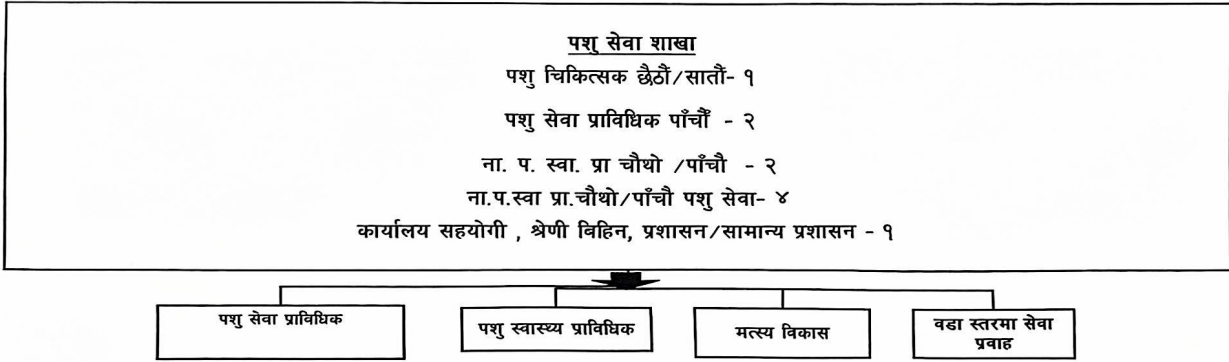 पशु सेवा शाखा
पशु चिकित्सक छैठौं/सातौं- १
पशु सेवा प्राविधिक पाँचौँ - २
ना. प. स्वा. प्रा चौथो /पाँचौ - २
ना.प.स्वा प्रा.चौथो/पाँचौ पशु सेवा- ४
कार्यालय सहयोगी , श्रेणी विहिन, प्रशासन/सामान्य प्रशासन - १
पशु सेवा प्राविधिक
पशु स्वास्थ्य प्राविधिक
मत्स्य विकास
वडा स्तरमा सेवा
प्रवाह